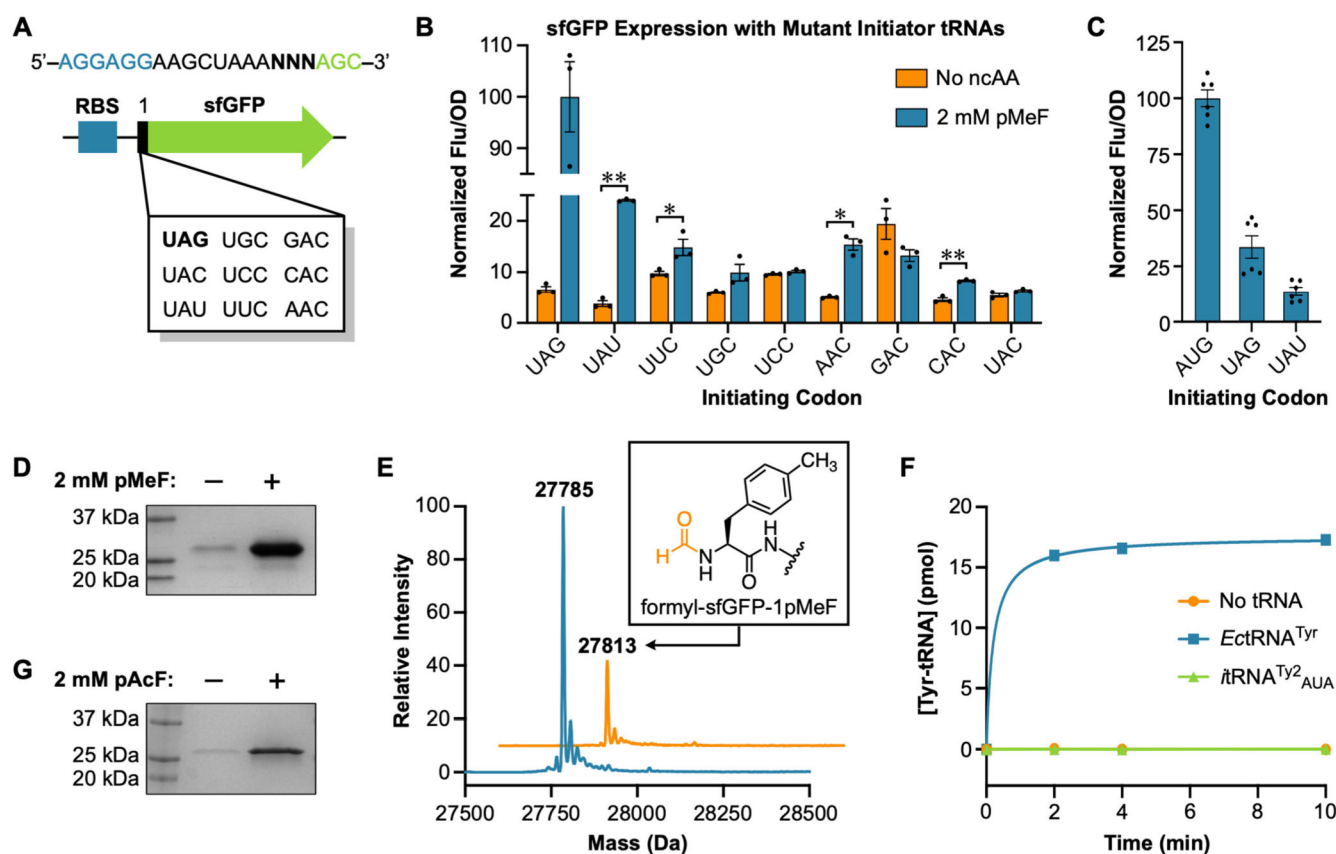 A
5’–AGGAGGAAGCUAAANNNAGC–3’
RBS 1 sfGFP
UAG UGC GAC
UAC UCC CAC
UAU UUC AAC
B
sfGFP Expression with Mutant Initiator tRNAs
Normalized Flu/OD
110
100
90
20
10
0
No ncAA
2 mM pMeF
** * * **
UAG UAU UUC UGC UCC AAC GAC CAC UAC
Initiating Codon
C
Normalized Flu/OD
125
100
75
50
25
0
AUG UAG UAU
Initiating Codon
D
2 mM pMeF: – +
37 kDa
25 kDa
20 kDa
E
Relative Intensity
100
80
60
40
20
0
27785
27813
CH3
O
H N
H
O
H
N
formyl-sfGFP-1pMeF
27500 27750 28000 28250 28500
Mass (Da)
F
[Tyr-tRNA] (pmol)
20
15
10
5
0
No tRNA
EctRNATyr
itRNATy2AUA
0 2 4 6 8 10
Time (min)
G
2 mM pAcF: – +
37 kDa
25 kDa
20 kDa